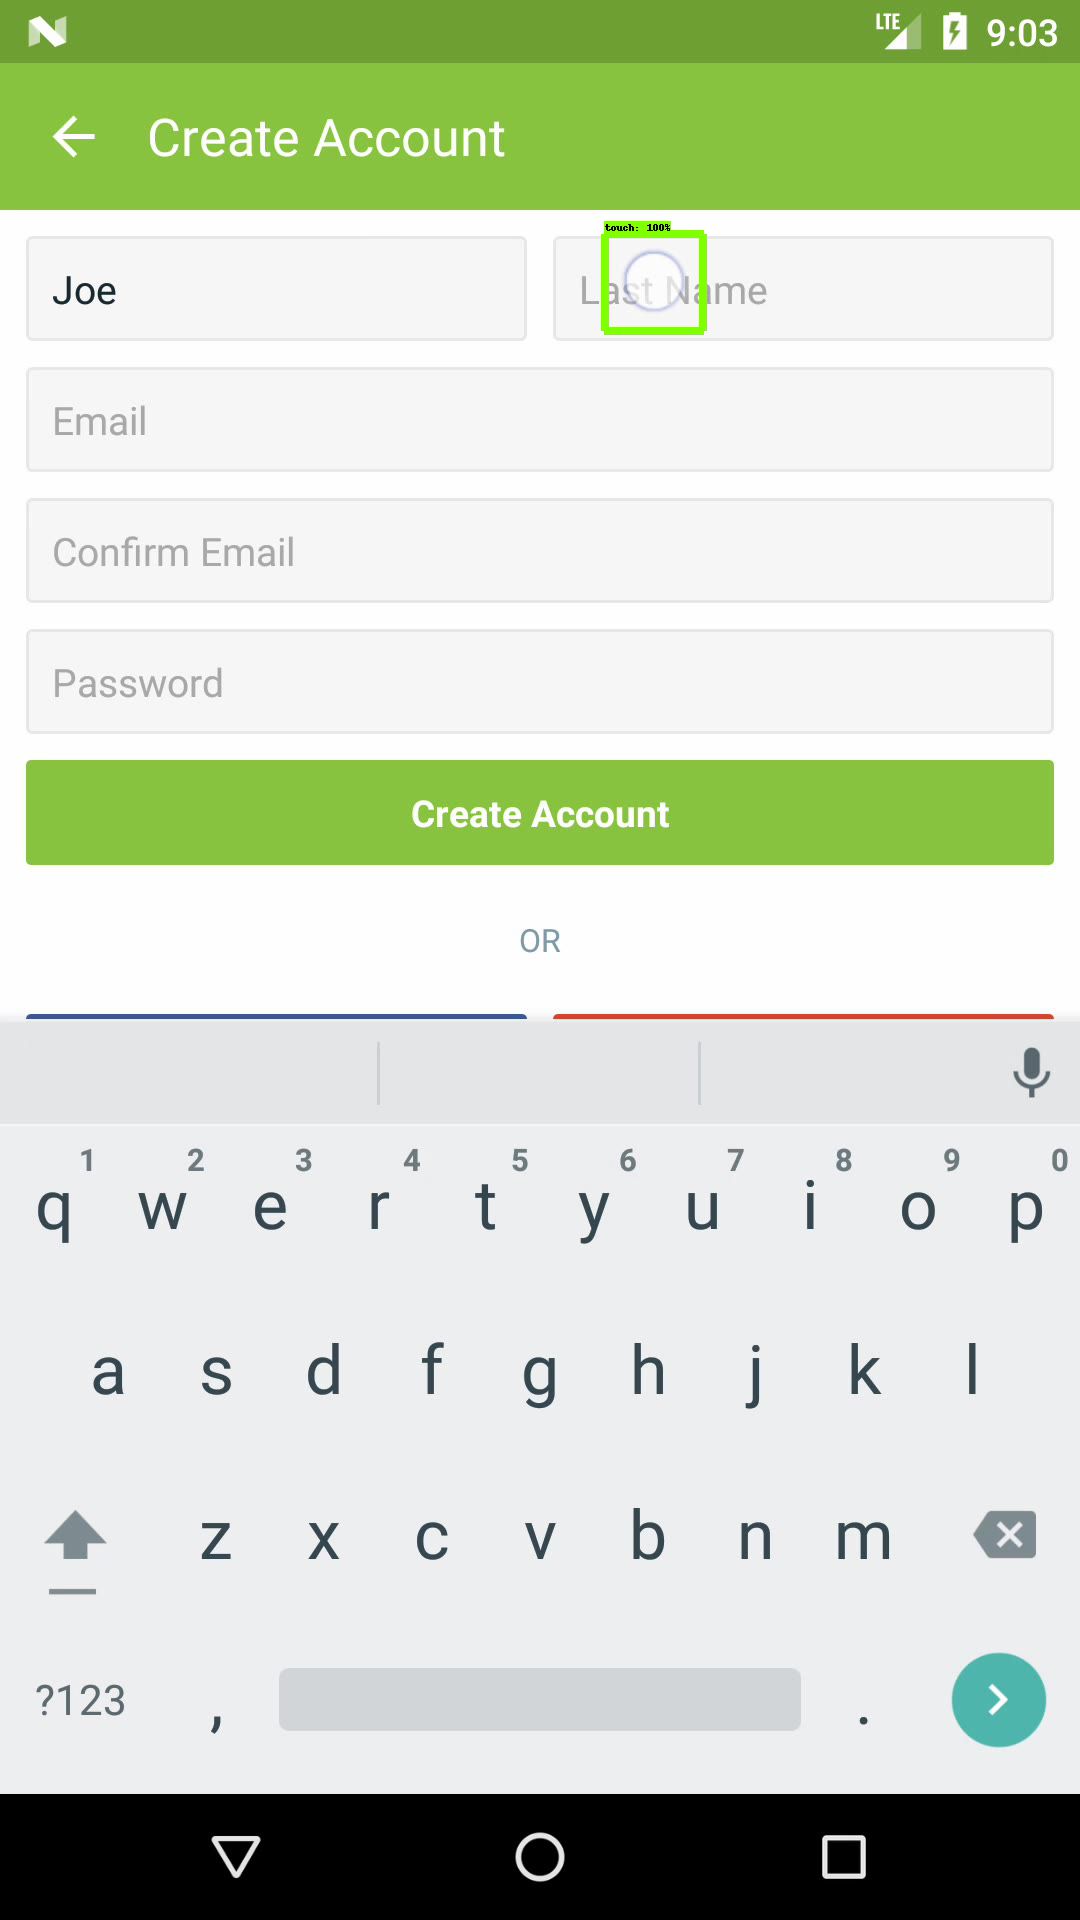 LTE 9:03
Create Account
touch: 100%
Joe Last Name
Email
Confirm Email
Password
Create Account
OR
1 2 3 4 5 6 7 8 9 0
q w e r t y u i o p
a s d f g h j k l
z x c v b n m
?123 , .